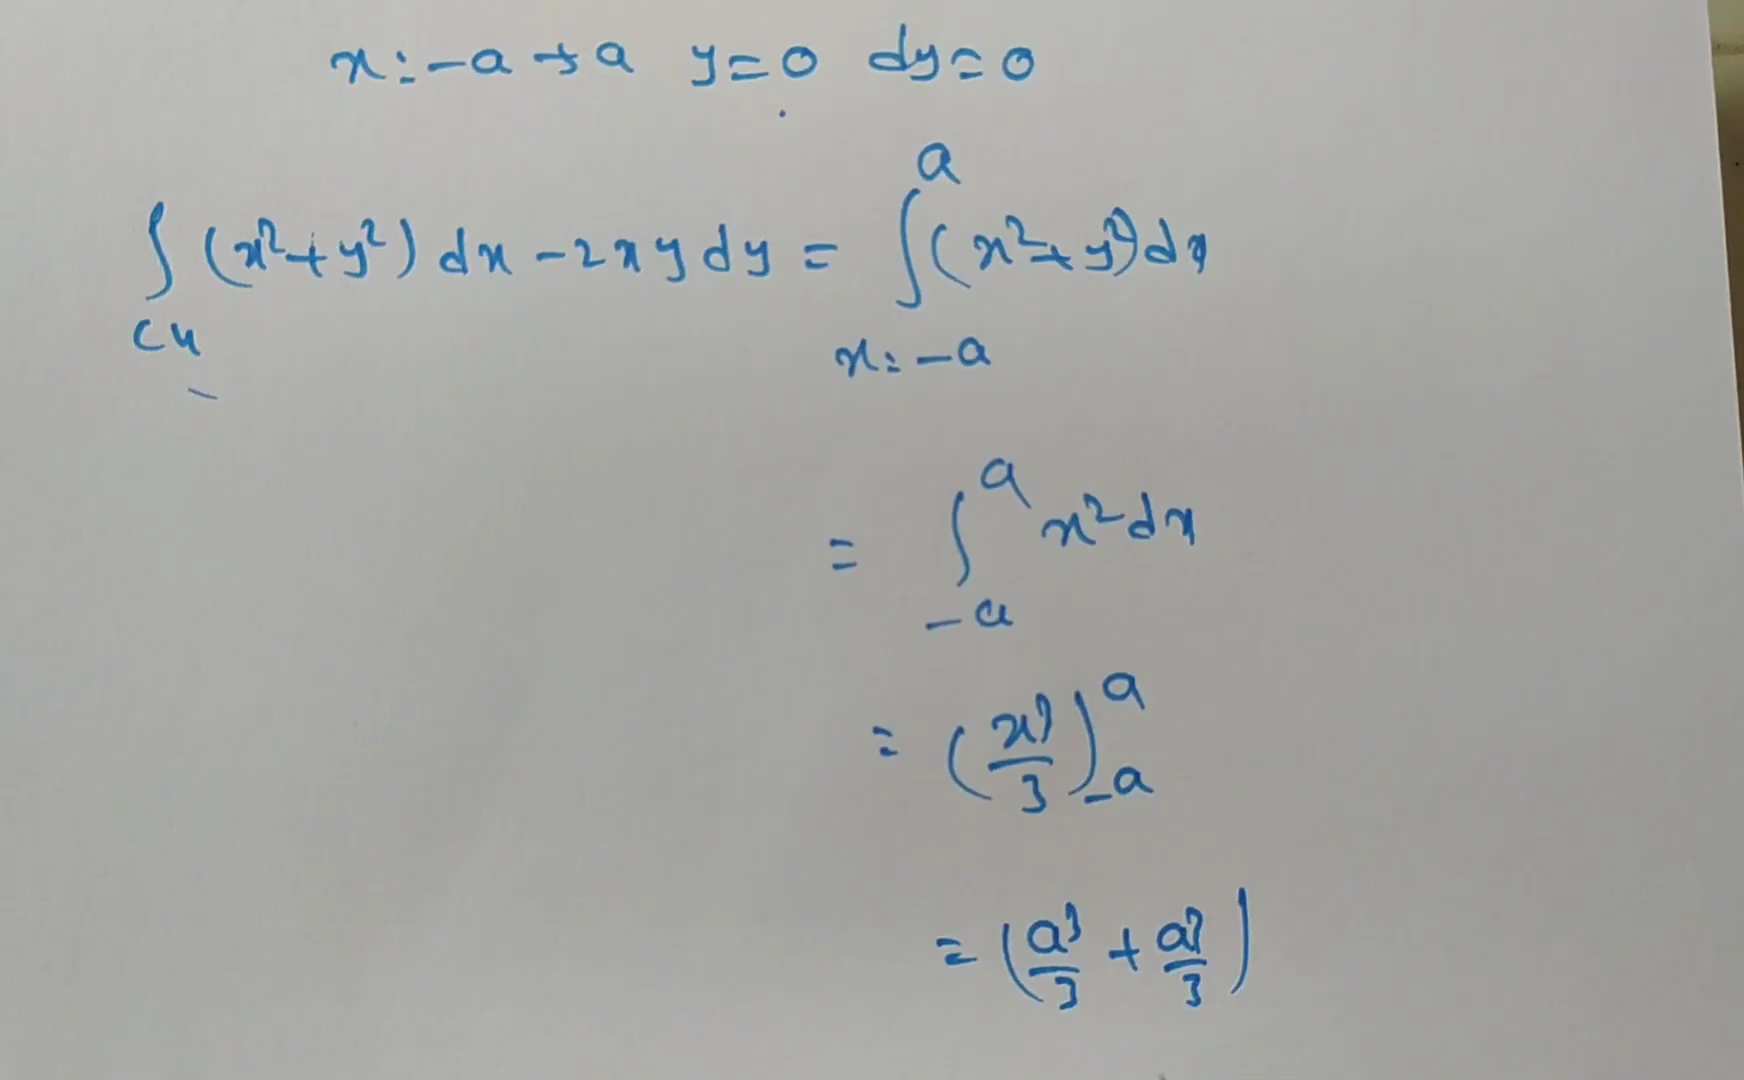 x: -a → a y=0 dy=0
∫_{C4} (x²+y²) dx - 2xy dy = ∫_{x=-a}^{a} (x²+y²) dx
= ∫_{-a}^{a} x² dx
= (x³/3)_{-a}^{a}
= (a³/3 + a³/3)